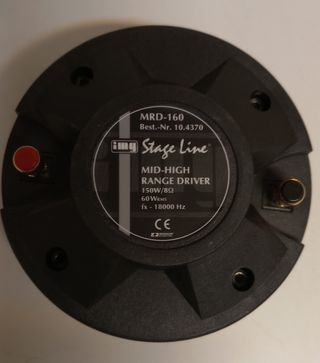 MRD-160
Best.-Nr. 10.4370
img Stage Line
MID-HIGH
RANGE DRIVER
150W/8Ω
60WRMS
fx - 18000 Hz
CE